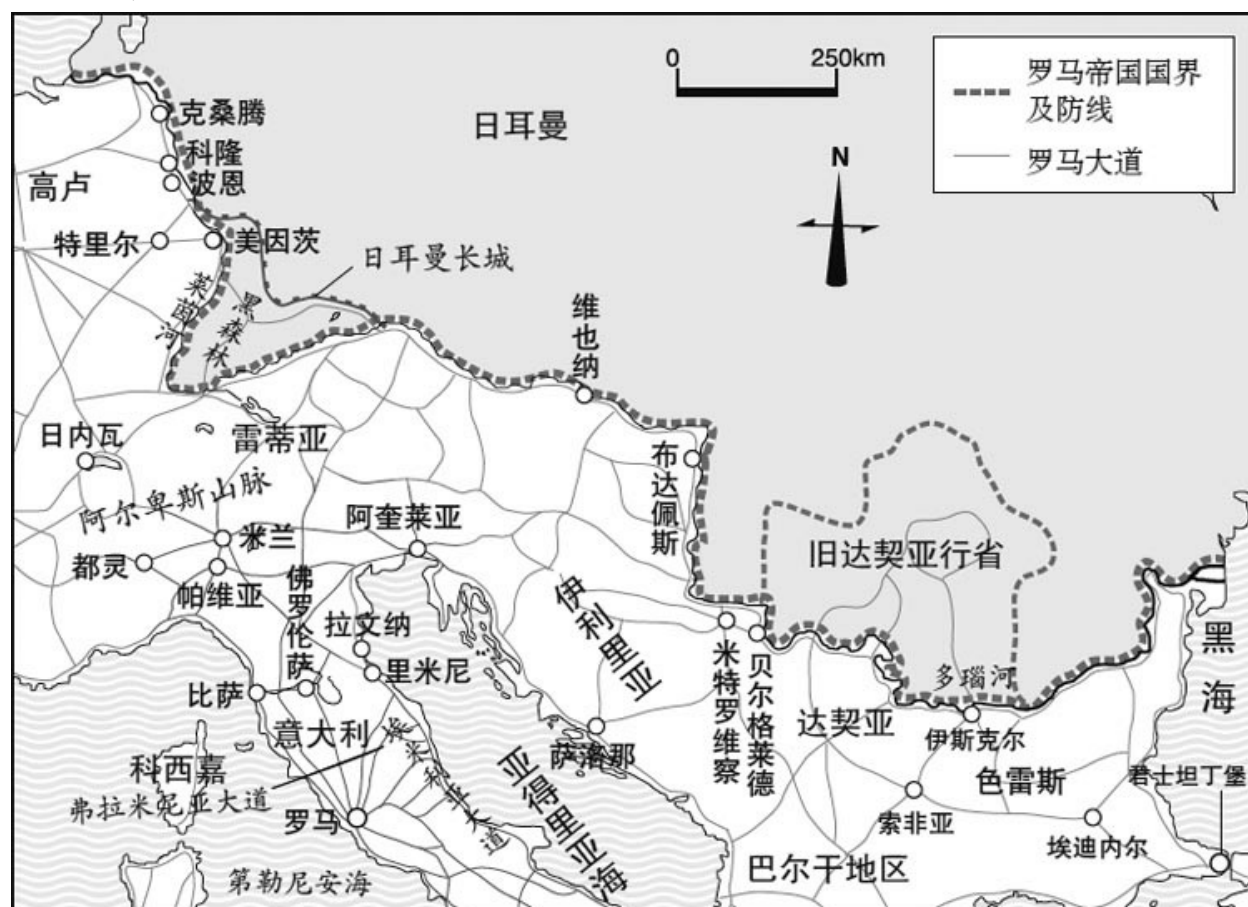 0
250km
罗马帝国国界
及防线
罗马大道
N
日耳曼
克桑腾
科隆
波恩
高卢
特里尔
美因茨
日耳曼长城
莱茵河
黑森林
维也纳
日内瓦
雷蒂亚
布达佩斯
阿尔卑斯山脉
阿奎莱亚
米兰
都灵
帕维亚
佛罗伦萨
拉文纳
里米尼
伊利里亚
旧达契亚行省
黑海
米特罗维察
贝尔格莱德
多瑙河
比萨
意大利
埃米利亚大道
达契亚
伊斯克尔
萨洛那
科西嘉
弗拉米尼亚大道
罗马
亚得里亚海
色雷斯
君士坦丁堡
索非亚
埃迪内尔
巴尔干地区
第勒尼安海